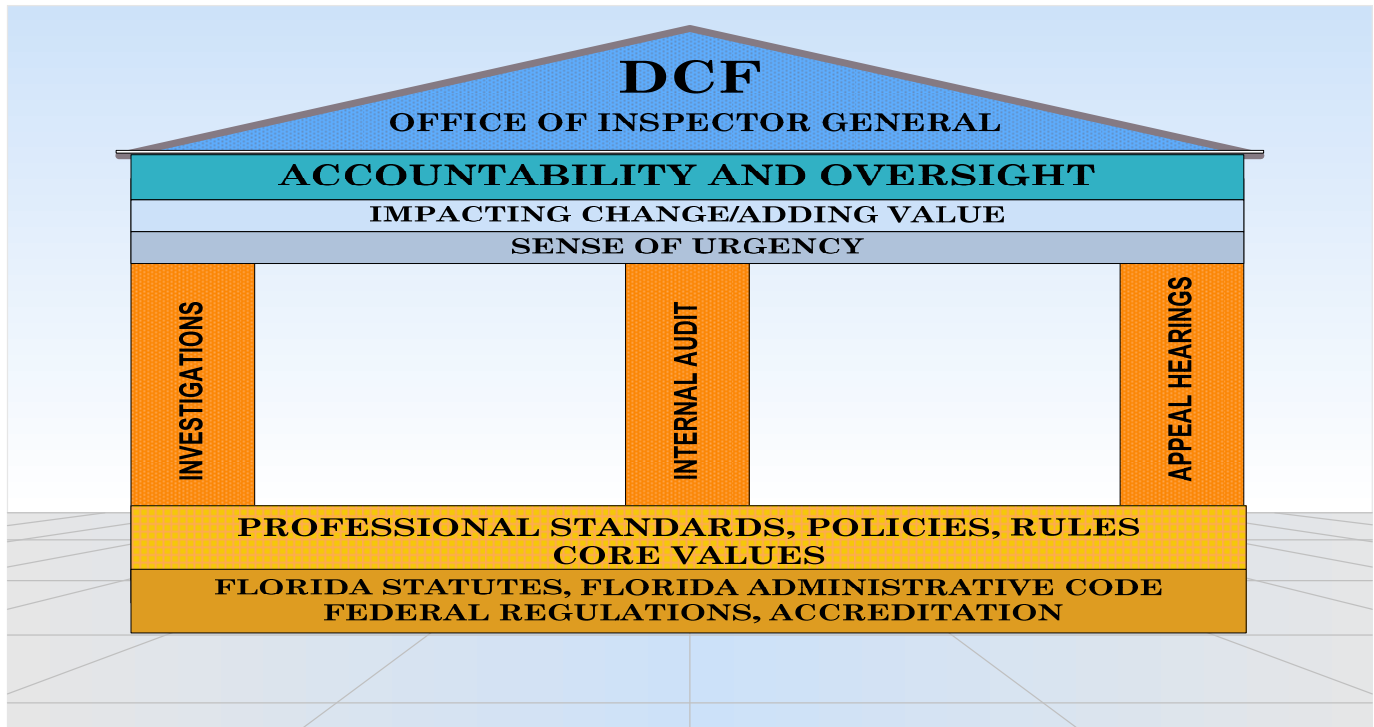 DCF
OFFICE OF INSPECTOR GENERAL
ACCOUNTABILITY AND OVERSIGHT
IMPACTING CHANGE/ADDING VALUE
SENSE OF URGENCY
INVESTIGATIONS
INTERNAL AUDIT
APPEAL HEARINGS
PROFESSIONAL STANDARDS, POLICIES, RULES
CORE VALUES
FLORIDA STATUTES, FLORIDA ADMINISTRATIVE CODE
FEDERAL REGULATIONS, ACCREDITATION